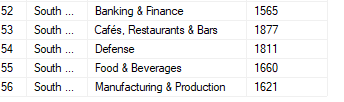 52 South ... Banking & Finance 1565
53 South ... Cafés, Restaurants & Bars 1877
54 South ... Defense 1811
55 South ... Food & Beverages 1660
56 South ... Manufacturing & Production 1621